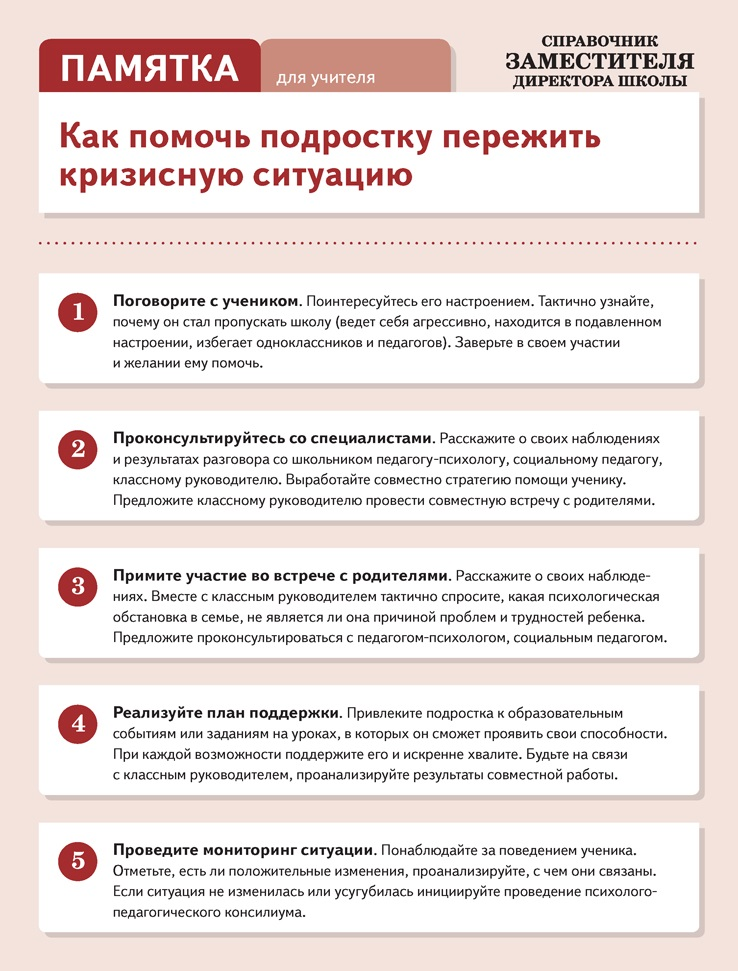 ПАМЯТКА
для учителя
СПРАВОЧНИК
ЗАМЕСТИТЕЛЯ
ДИРЕКТОРА ШКОЛЫ
Как помочь подростку пережить
кризисную ситуацию
1
Поговорите с учеником. Поинтересуйтесь его настроением. Тактично узнайте,
почему он стал пропускать школу (ведет себя агрессивно, находится в подавленном
настроении, избегает одноклассников и педагогов). Заверьте в своем участии
и желании ему помочь.
2
Проконсультируйтесь со специалистами. Расскажите о своих наблюдениях
и результатах разговора со школьником педагогу-психологу, социальному педагогу,
классному руководителю. Выработайте совместно стратегию помощи ученику.
Предложите классному руководителю провести совместную встречу с родителями.
3
Примите участие во встрече с родителями. Расскажите о своих наблюде-
ниях. Вместе с классным руководителем тактично спросите, какая психологическая
обстановка в семье, не является ли она причиной проблем и трудностей ребенка.
Предложите проконсультироваться с педагогом-психологом, социальным педагогом.
4
Реализуйте план поддержки. Привлеките подростка к образовательным
событиям или заданиям на уроках, в которых он сможет проявить свои способности.
При каждой возможности поддержите его и искренне хвалите. Будьте на связи
с классным руководителем, проанализируйте результаты совместной работы.
5
Проведите мониторинг ситуации. Понаблюдайте за поведением ученика.
Отметьте, есть ли положительные изменения, проанализируйте, с чем они связаны.
Если ситуация не изменилась или усугубилась инициируйте проведение психолого-
педагогического консилиума.